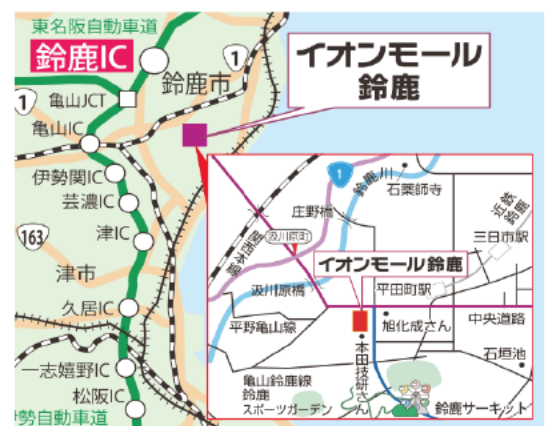 東名阪自動車道
鈴鹿IC
1
イオンモール
鈴鹿
鈴鹿市
亀山JCT
1
亀山IC
伊勢関IC
芸濃IC
163
津IC
津市
久居IC
一志嬉野IC
松阪IC
勢自動車道
1
鈴鹿川
石薬師寺
庄野橋
近鉄
鈴鹿
関西本線
汲川原町
三日市駅
イオンモール鈴鹿
汲川原橋
平田町駅
平野亀山線
旭化成さん
中央道路
本田技研さん
石垣池
亀山鈴鹿線
鈴鹿
スポーツガーデン
鈴鹿サーキット